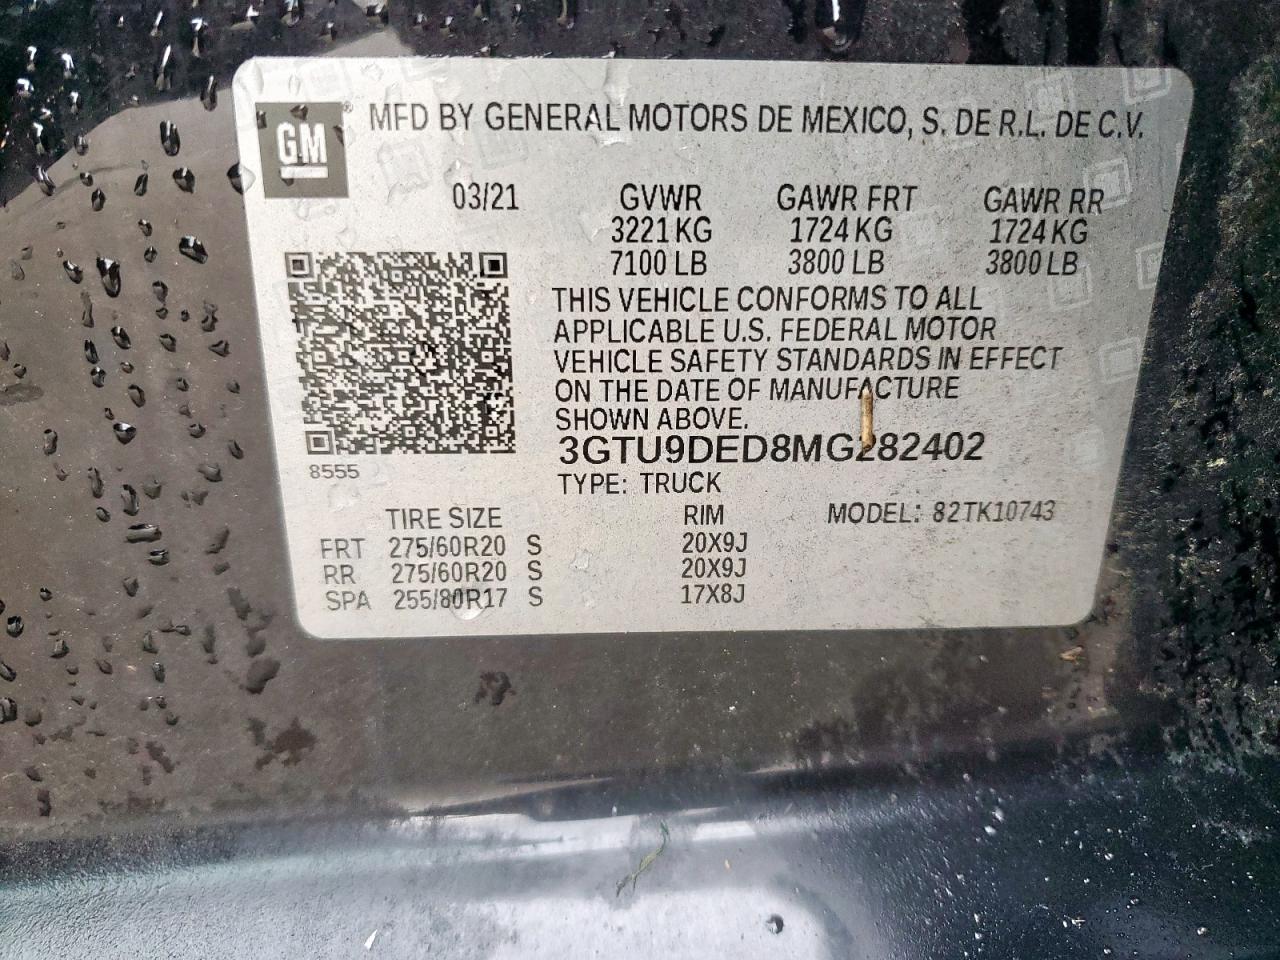 GM ® MFD BY GENERAL MOTORS DE MEXICO, S. DE R.L. DE C.V.
03/21 GVWR GAWR FRT GAWR RR
3221 KG 1724 KG 1724 KG
7100 LB 3800 LB 3800 LB
THIS VEHICLE CONFORMS TO ALL
APPLICABLE U.S. FEDERAL MOTOR
VEHICLE SAFETY STANDARDS IN EFFECT
ON THE DATE OF MANUFACTURE
SHOWN ABOVE.
3GTU9DED8MG282402
8555
TYPE: TRUCK
TIRE SIZE RIM MODEL: 82TK10743
FRT 275/60R20 S 20X9J
RR 275/60R20 S 20X9J
SPA 255/80R17 S 17X8J